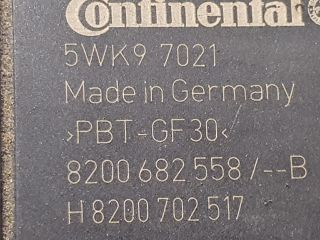 Continental
5WK9 7021
Made in Germany
>PBT-GF30<
8200 682 558 /--B
H 8200 702 517